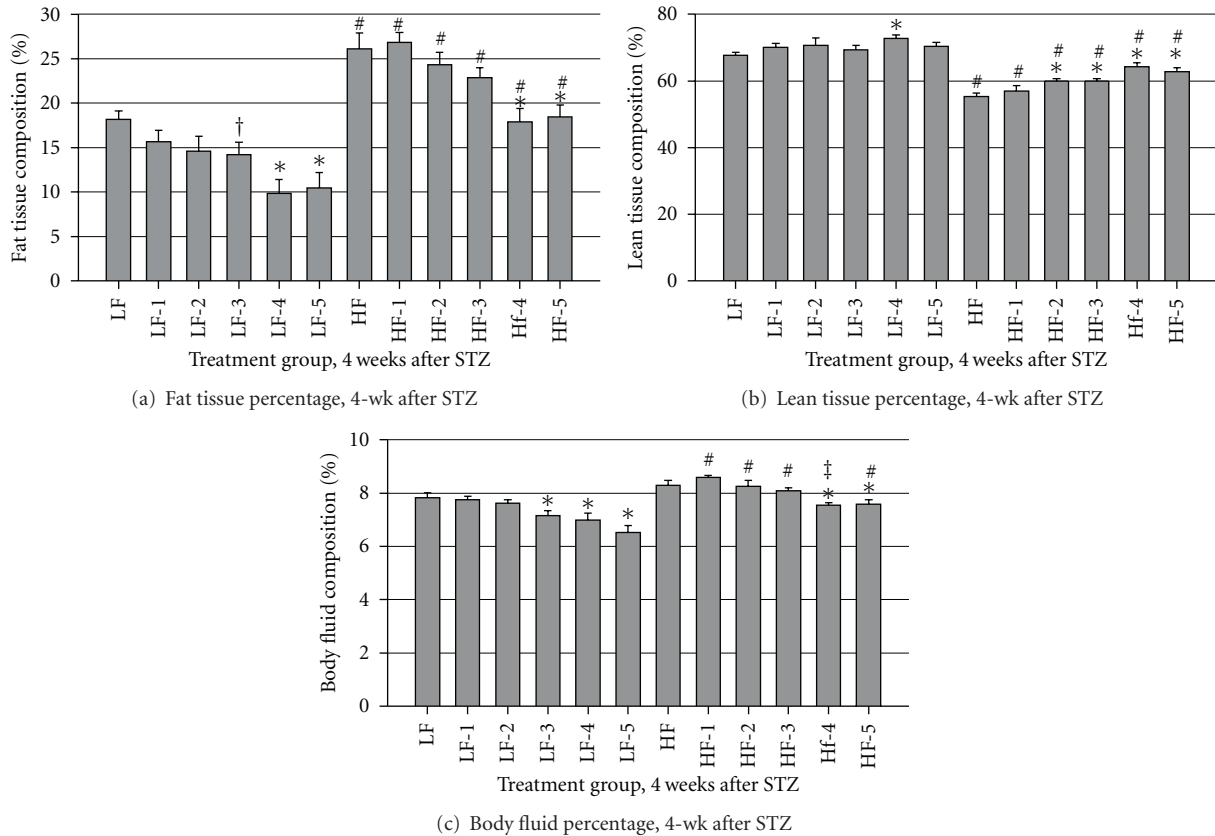 30
25
20
15
10
5
0
Fat tissue composition (%)
†
*
*
#
#
#
#
#
*
#
*
LF
LF-1
LF-2
LF-3
LF-4
LF-5
HF
HF-1
HF-2
HF-3
Hf-4
HF-5
Treatment group, 4 weeks after STZ
(a) Fat tissue percentage, 4-wk after STZ
80
60
40
20
0
Lean tissue composition (%)
*
#
#
#
*
#
*
#
*
#
*
LF
LF-1
LF-2
LF-3
LF-4
LF-5
HF
HF-1
HF-2
HF-3
Hf-4
HF-5
Treatment group, 4 weeks after STZ
(b) Lean tissue percentage, 4-wk after STZ
10
8
6
4
2
0
Body fluid composition (%)
*
*
*
#
#
#
‡
*
#
*
LF
LF-1
LF-2
LF-3
LF-4
LF-5
HF
HF-1
HF-2
HF-3
Hf-4
HF-5
Treatment group, 4 weeks after STZ
(c) Body fluid percentage, 4-wk after STZ